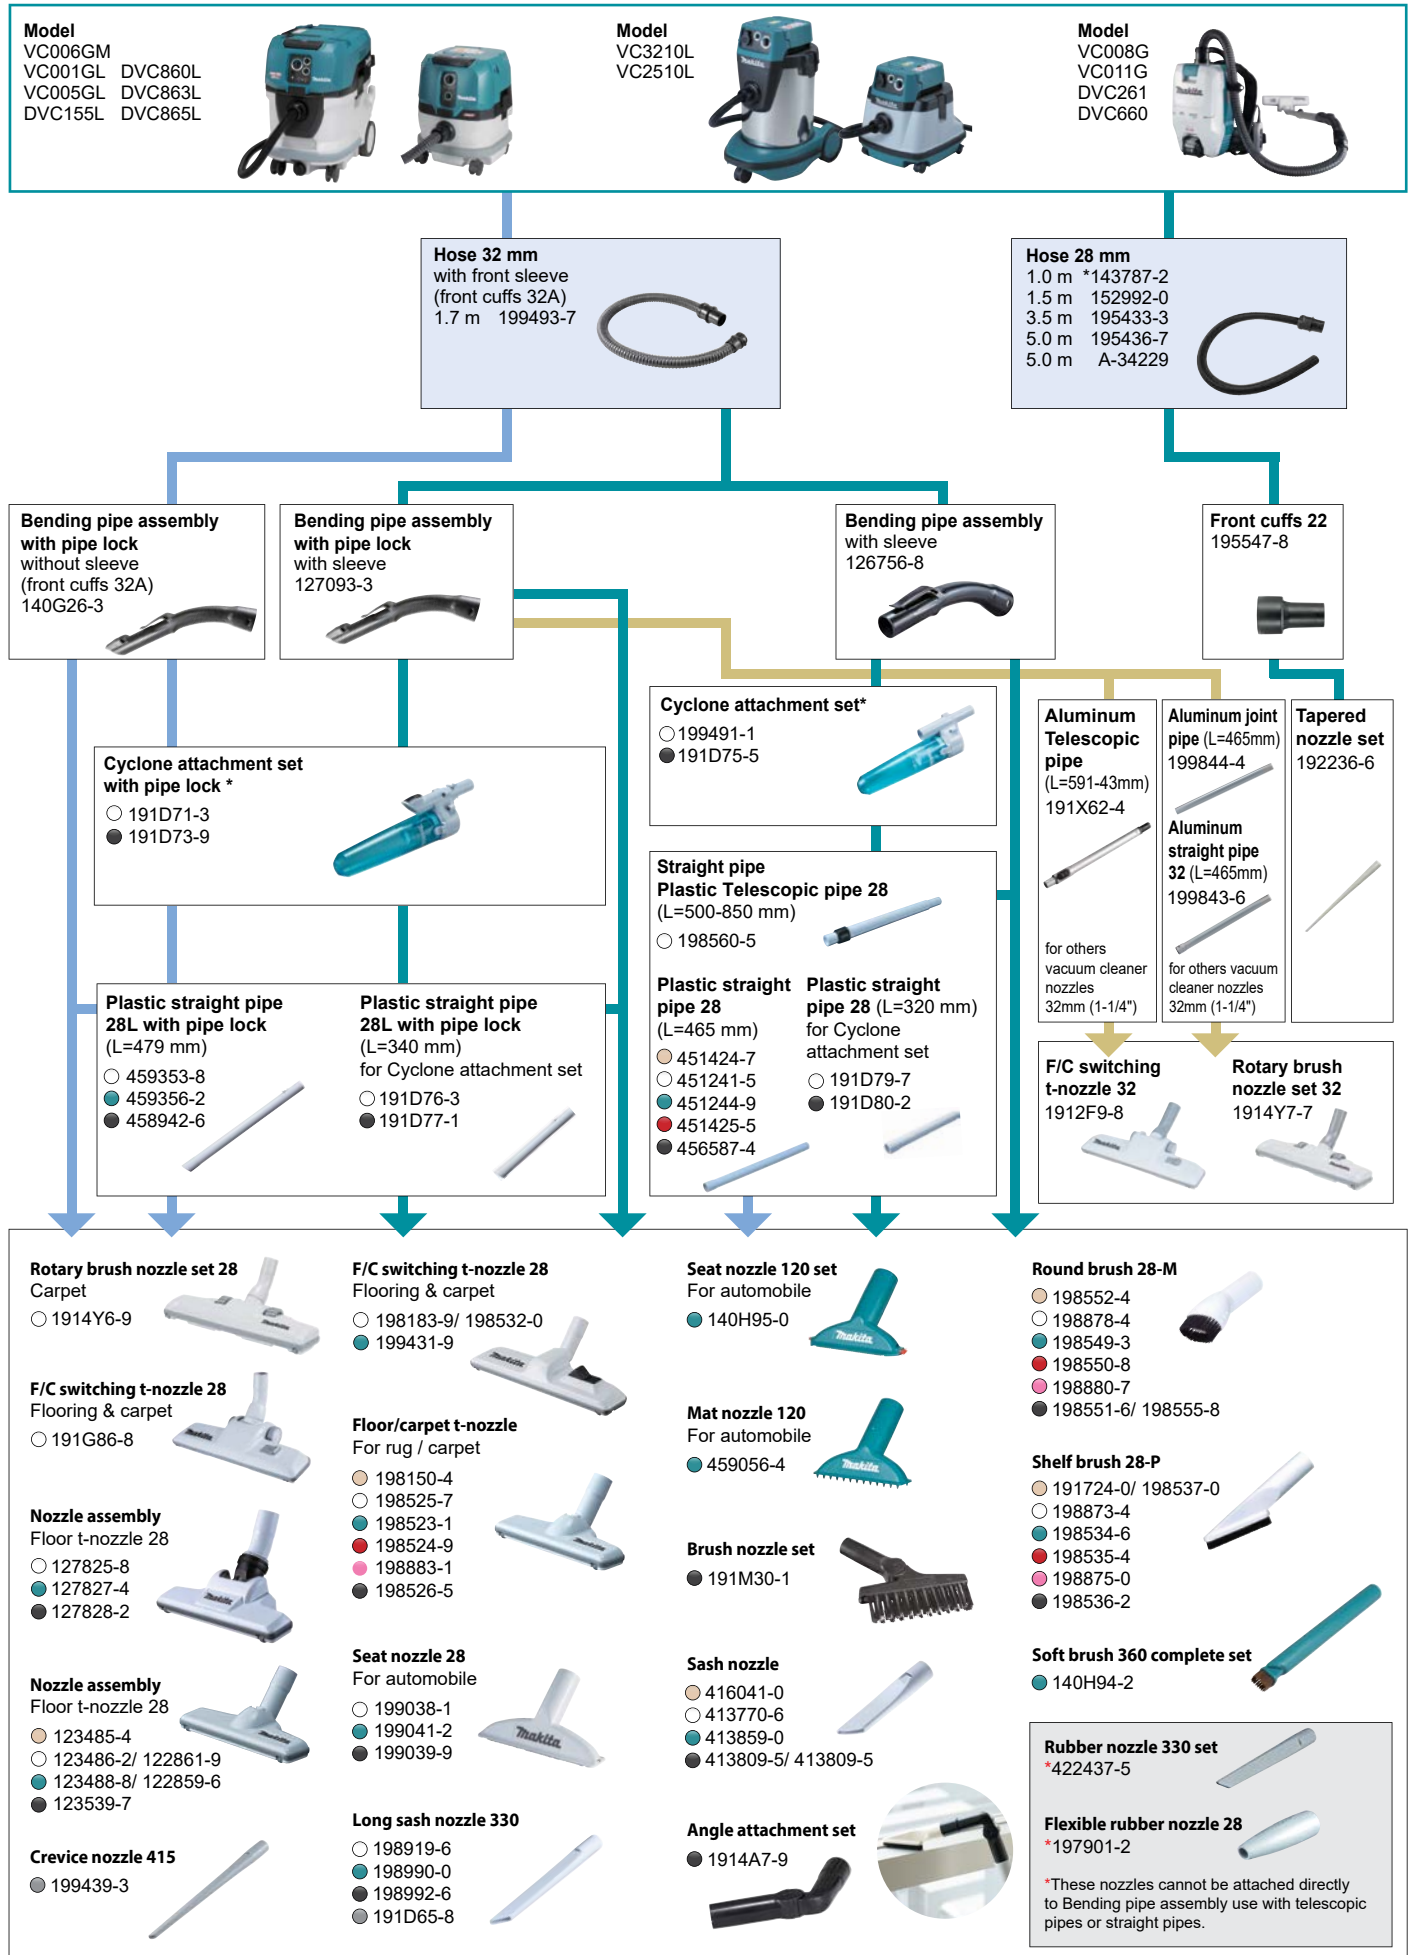 Model
VC006GM
VC001GL DVC860L
VC005GL DVC863L
DVC155L DVC865L
Model
VC3210L
VC2510L
Model
VC008G
VC011G
DVC261
DVC660
Hose 32 mm
with front sleeve
(front cuffs 32A)
1.7 m 199493-7
Hose 28 mm
1.0 m *143787-2
1.5 m 152992-0
3.5 m 195433-3
5.0 m 195436-7
5.0 m A-34229
Bending pipe assembly
with pipe lock
without sleeve
(front cuffs 32A)
140G26-3
Bending pipe assembly
with pipe lock
with sleeve
127093-3
Bending pipe assembly
with sleeve
126756-8
Front cuffs 22
195547-8
Cyclone attachment set
with pipe lock *
191D71-3
191D73-9
Cyclone attachment set*
199491-1
191D75-5
Aluminum
Telescopic
pipe
(L=591-43mm)
191X62-4
for others
vacuum cleaner
nozzles
32mm (1-1/4")
Aluminum joint
pipe (L=465mm)
199844-4
Aluminum
straight pipe
32 (L=465mm)
199843-6
for others vacuum
cleaner nozzles
32mm (1-1/4")
Tapered
nozzle set
192236-6
Plastic straight pipe
28L with pipe lock
(L=479 mm)
459353-8
459356-2
458942-6
Plastic straight pipe
28L with pipe lock
(L=340 mm)
for Cyclone attachment set
191D76-3
191D77-1
Straight pipe
Plastic Telescopic pipe 28
(L=500-850 mm)
198560-5
Plastic straight
pipe 28
(L=465 mm)
451424-7
451241-5
451244-9
451425-5
456587-4
Plastic straight
pipe 28 (L=320 mm)
for Cyclone
attachment set
191D79-7
191D80-2
F/C switching
t-nozzle 32
1912F9-8
Rotary brush
nozzle set 32
1914Y7-7
Rotary brush nozzle set 28
Carpet
1914Y6-9
F/C switching t-nozzle 28
Flooring & carpet
191G86-8
Nozzle assembly
Floor t-nozzle 28
127825-8
127827-4
127828-2
Nozzle assembly
Floor t-nozzle 28
123485-4
123486-2/ 122861-9
123488-8/ 122859-6
123539-7
Crevice nozzle 415
199439-3
F/C switching t-nozzle 28
Flooring & carpet
198183-9/ 198532-0
199431-9
Floor/carpet t-nozzle
For rug / carpet
198150-4
198525-7
198523-1
198524-9
198883-1
198526-5
Seat nozzle 28
For automobile
199038-1
199041-2
199039-9
Makita
Long sash nozzle 330
198919-6
198990-0
198992-6
191D65-8
Seat nozzle 120 set
For automobile
140H95-0
Makita
Mat nozzle 120
For automobile
459056-4
Makita
Brush nozzle set
191M30-1
Sash nozzle
416041-0
413770-6
413859-0
413809-5/ 413809-5
Angle attachment set
1914A7-9
Round brush 28-M
198552-4
198878-4
198549-3
198550-8
198880-7
198551-6/ 198555-8
Shelf brush 28-P
191724-0/ 198537-0
198873-4
198534-6
198535-4
198875-0
198536-2
Soft brush 360 complete set
140H94-2
Rubber nozzle 330 set
*422437-5
Flexible rubber nozzle 28
*197901-2
*These nozzles cannot be attached directly
to Bending pipe assembly use with telescopic
pipes or straight pipes.